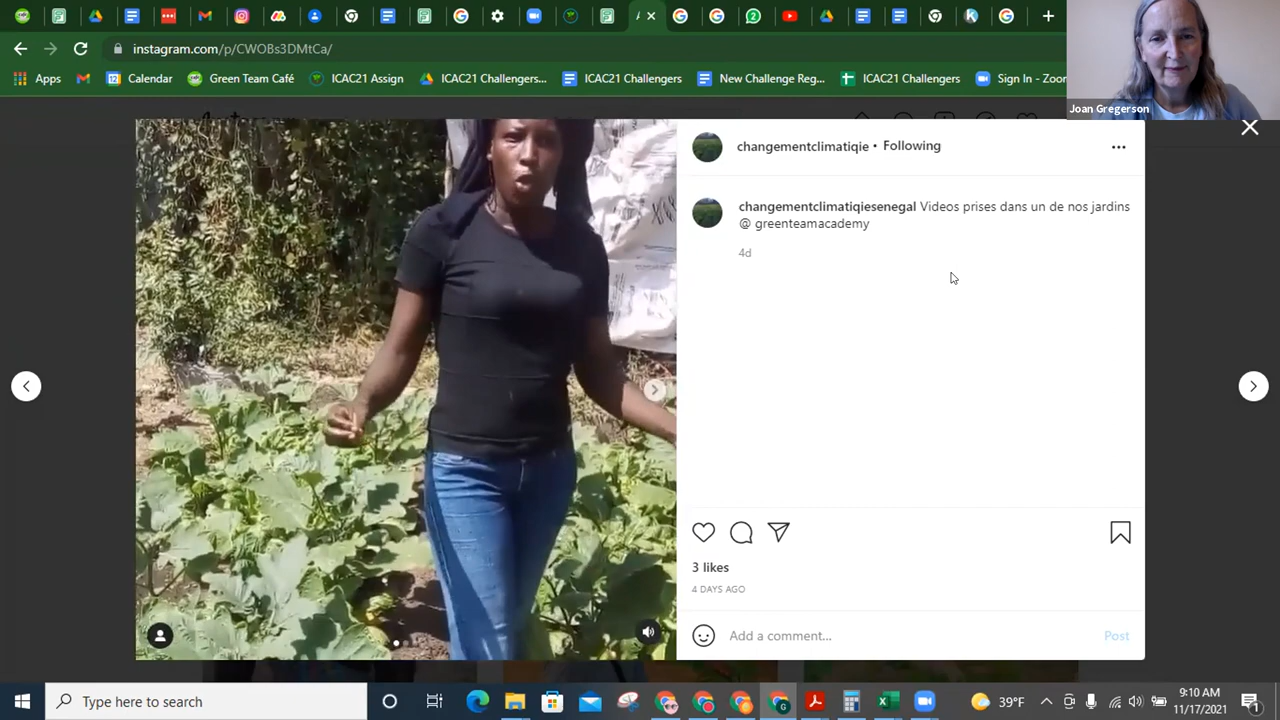 instagram.com/p/CWOBs3DMtCa/
Apps
Calendar
Green Team Café
ICAC21 Assign
ICAC21 Challengers...
ICAC21 Challengers
New Challenge Reg...
ICAC21 Challengers
Sign In - Zoom
Joan Gregerson
changementclimatiqie • Following
changementclimatiqiesenegal Videos prises dans un de nos jardins
@ greenteamacademy
4d
3 likes
4 DAYS AGO
Add a comment...
Post
Type here to search
39°F
9:10 AM
11/17/2021